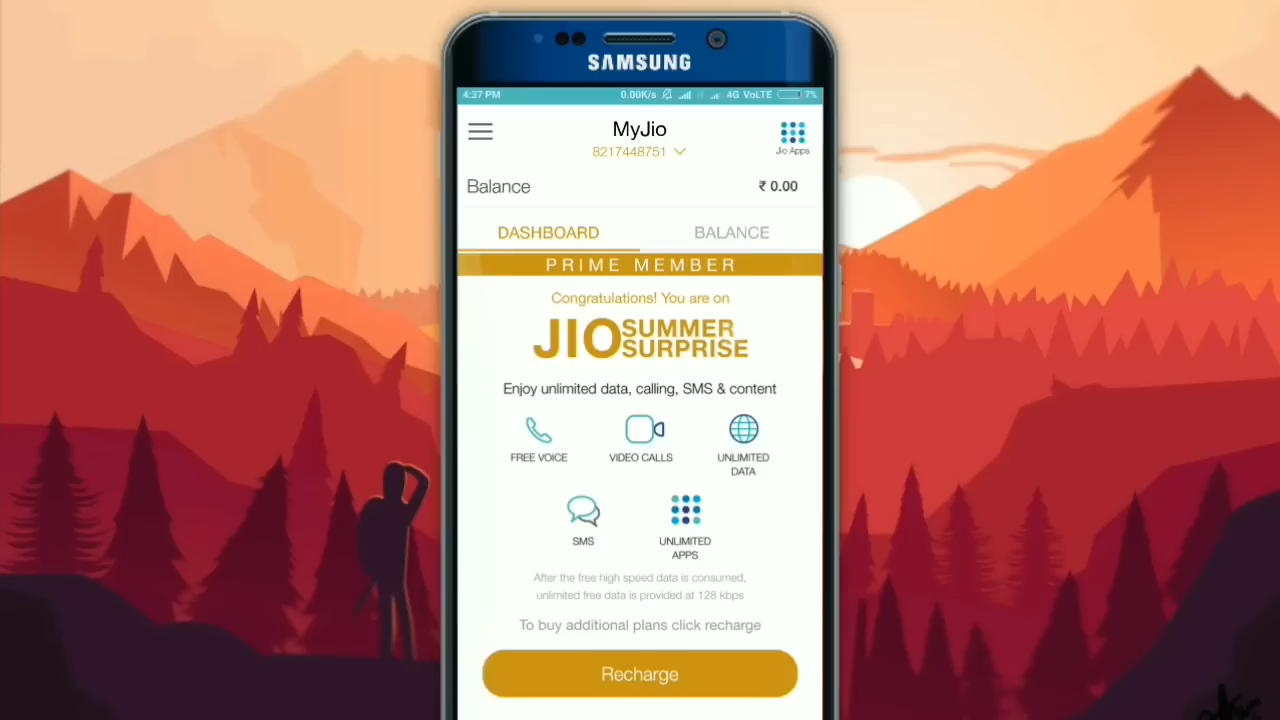 SAMSUNG
4:37 PM 0.00K/s 4G VoLTE 7%
MyJio
8217448751
Jio Apps
Balance ₹ 0.00
DASHBOARD BALANCE
PRIME MEMBER
Congratulations! You are on
JIO SUMMER
SURPRISE
Enjoy unlimited data, calling, SMS & content
FREE VOICE VIDEO CALLS UNLIMITED
DATA
SMS UNLIMITED
APPS
After the free high speed data is consumed,
unlimited free data is provided at 128 kbps
To buy additional plans click recharge
Recharge